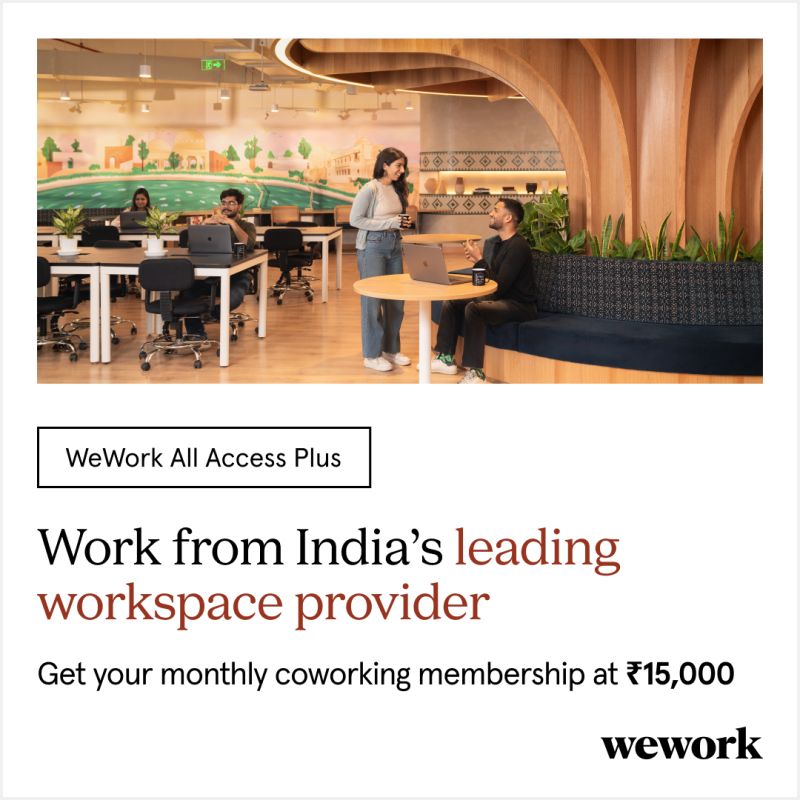 WeWork All Access Plus
Work from India’s leading
workspace provider
Get your monthly coworking membership at ₹15,000
wework